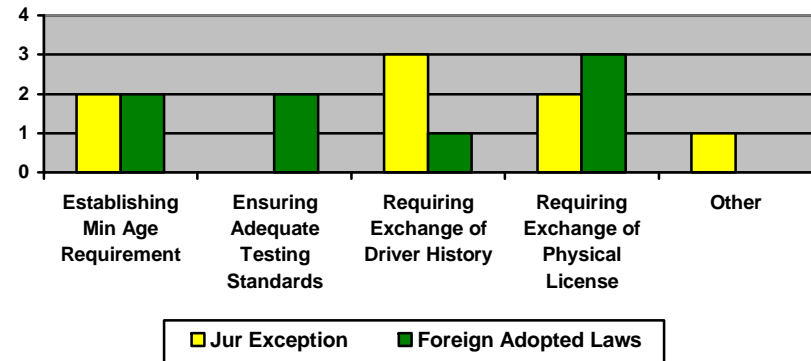 4
3
2
1
0
Establishing
Min Age
Requirement
Ensuring
Adequate
Testing
Standards
Requiring
Exchange of
Driver History
Requiring
Exchange of
Physical
License
Other
Jur Exception
Foreign Adopted Laws